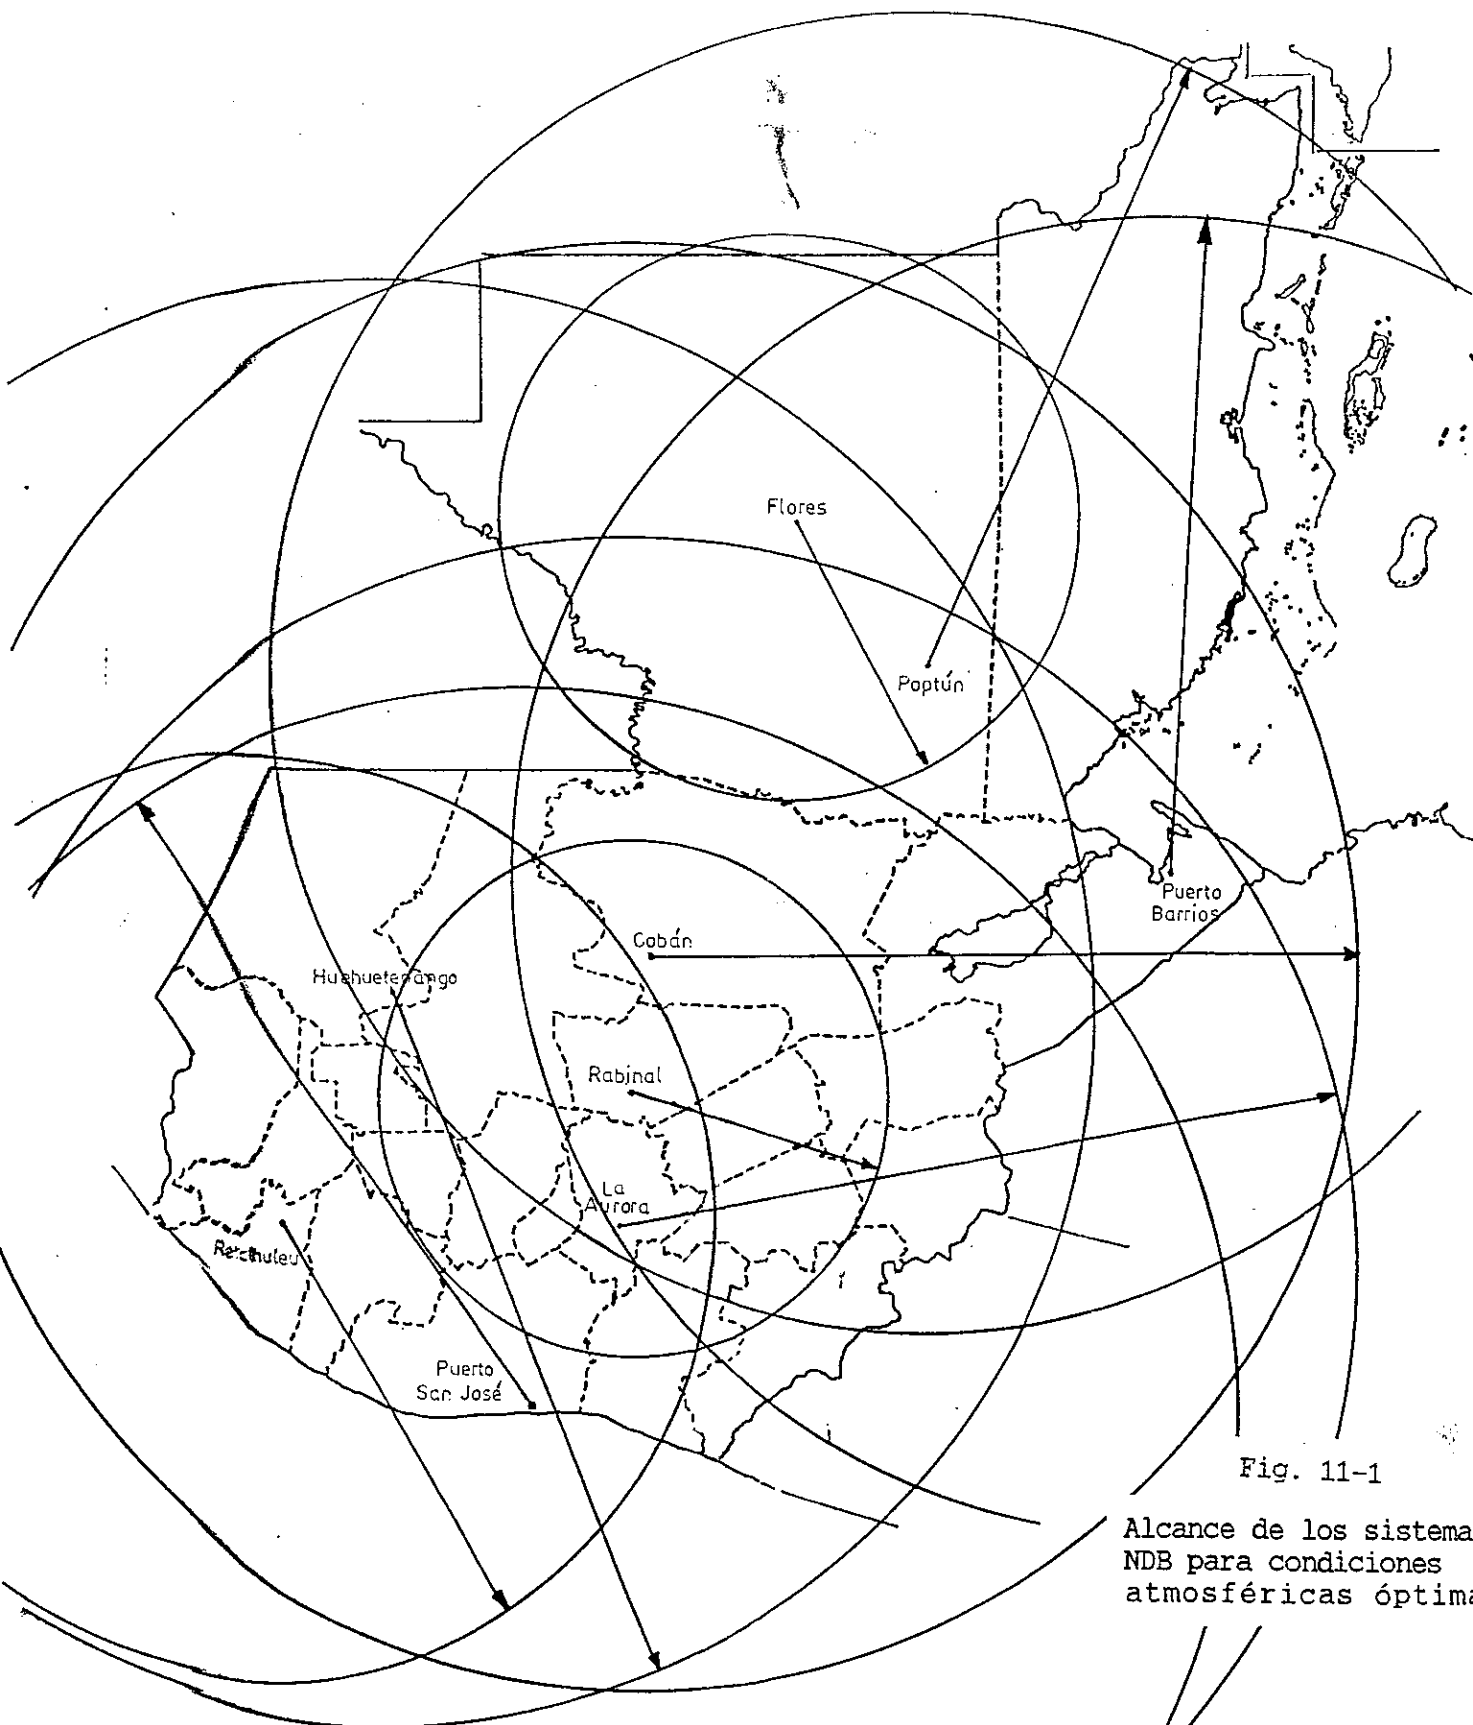 Flores
Poptún
Puerto
Barrios
Cobán
Huehuetenango
Rabinal
La
Aurora
Retalhuleu
Puerto
San José
Fig. 11-1
Alcance de los sistema
NDB para condiciones
atmosféricas óptima